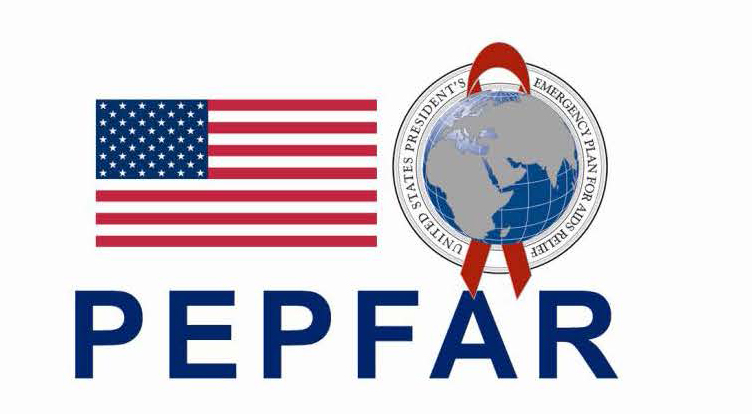 UNITED STATES PRESIDENT'S
EMERGENCY PLAN FOR AIDS RELIEF
PEPFAR